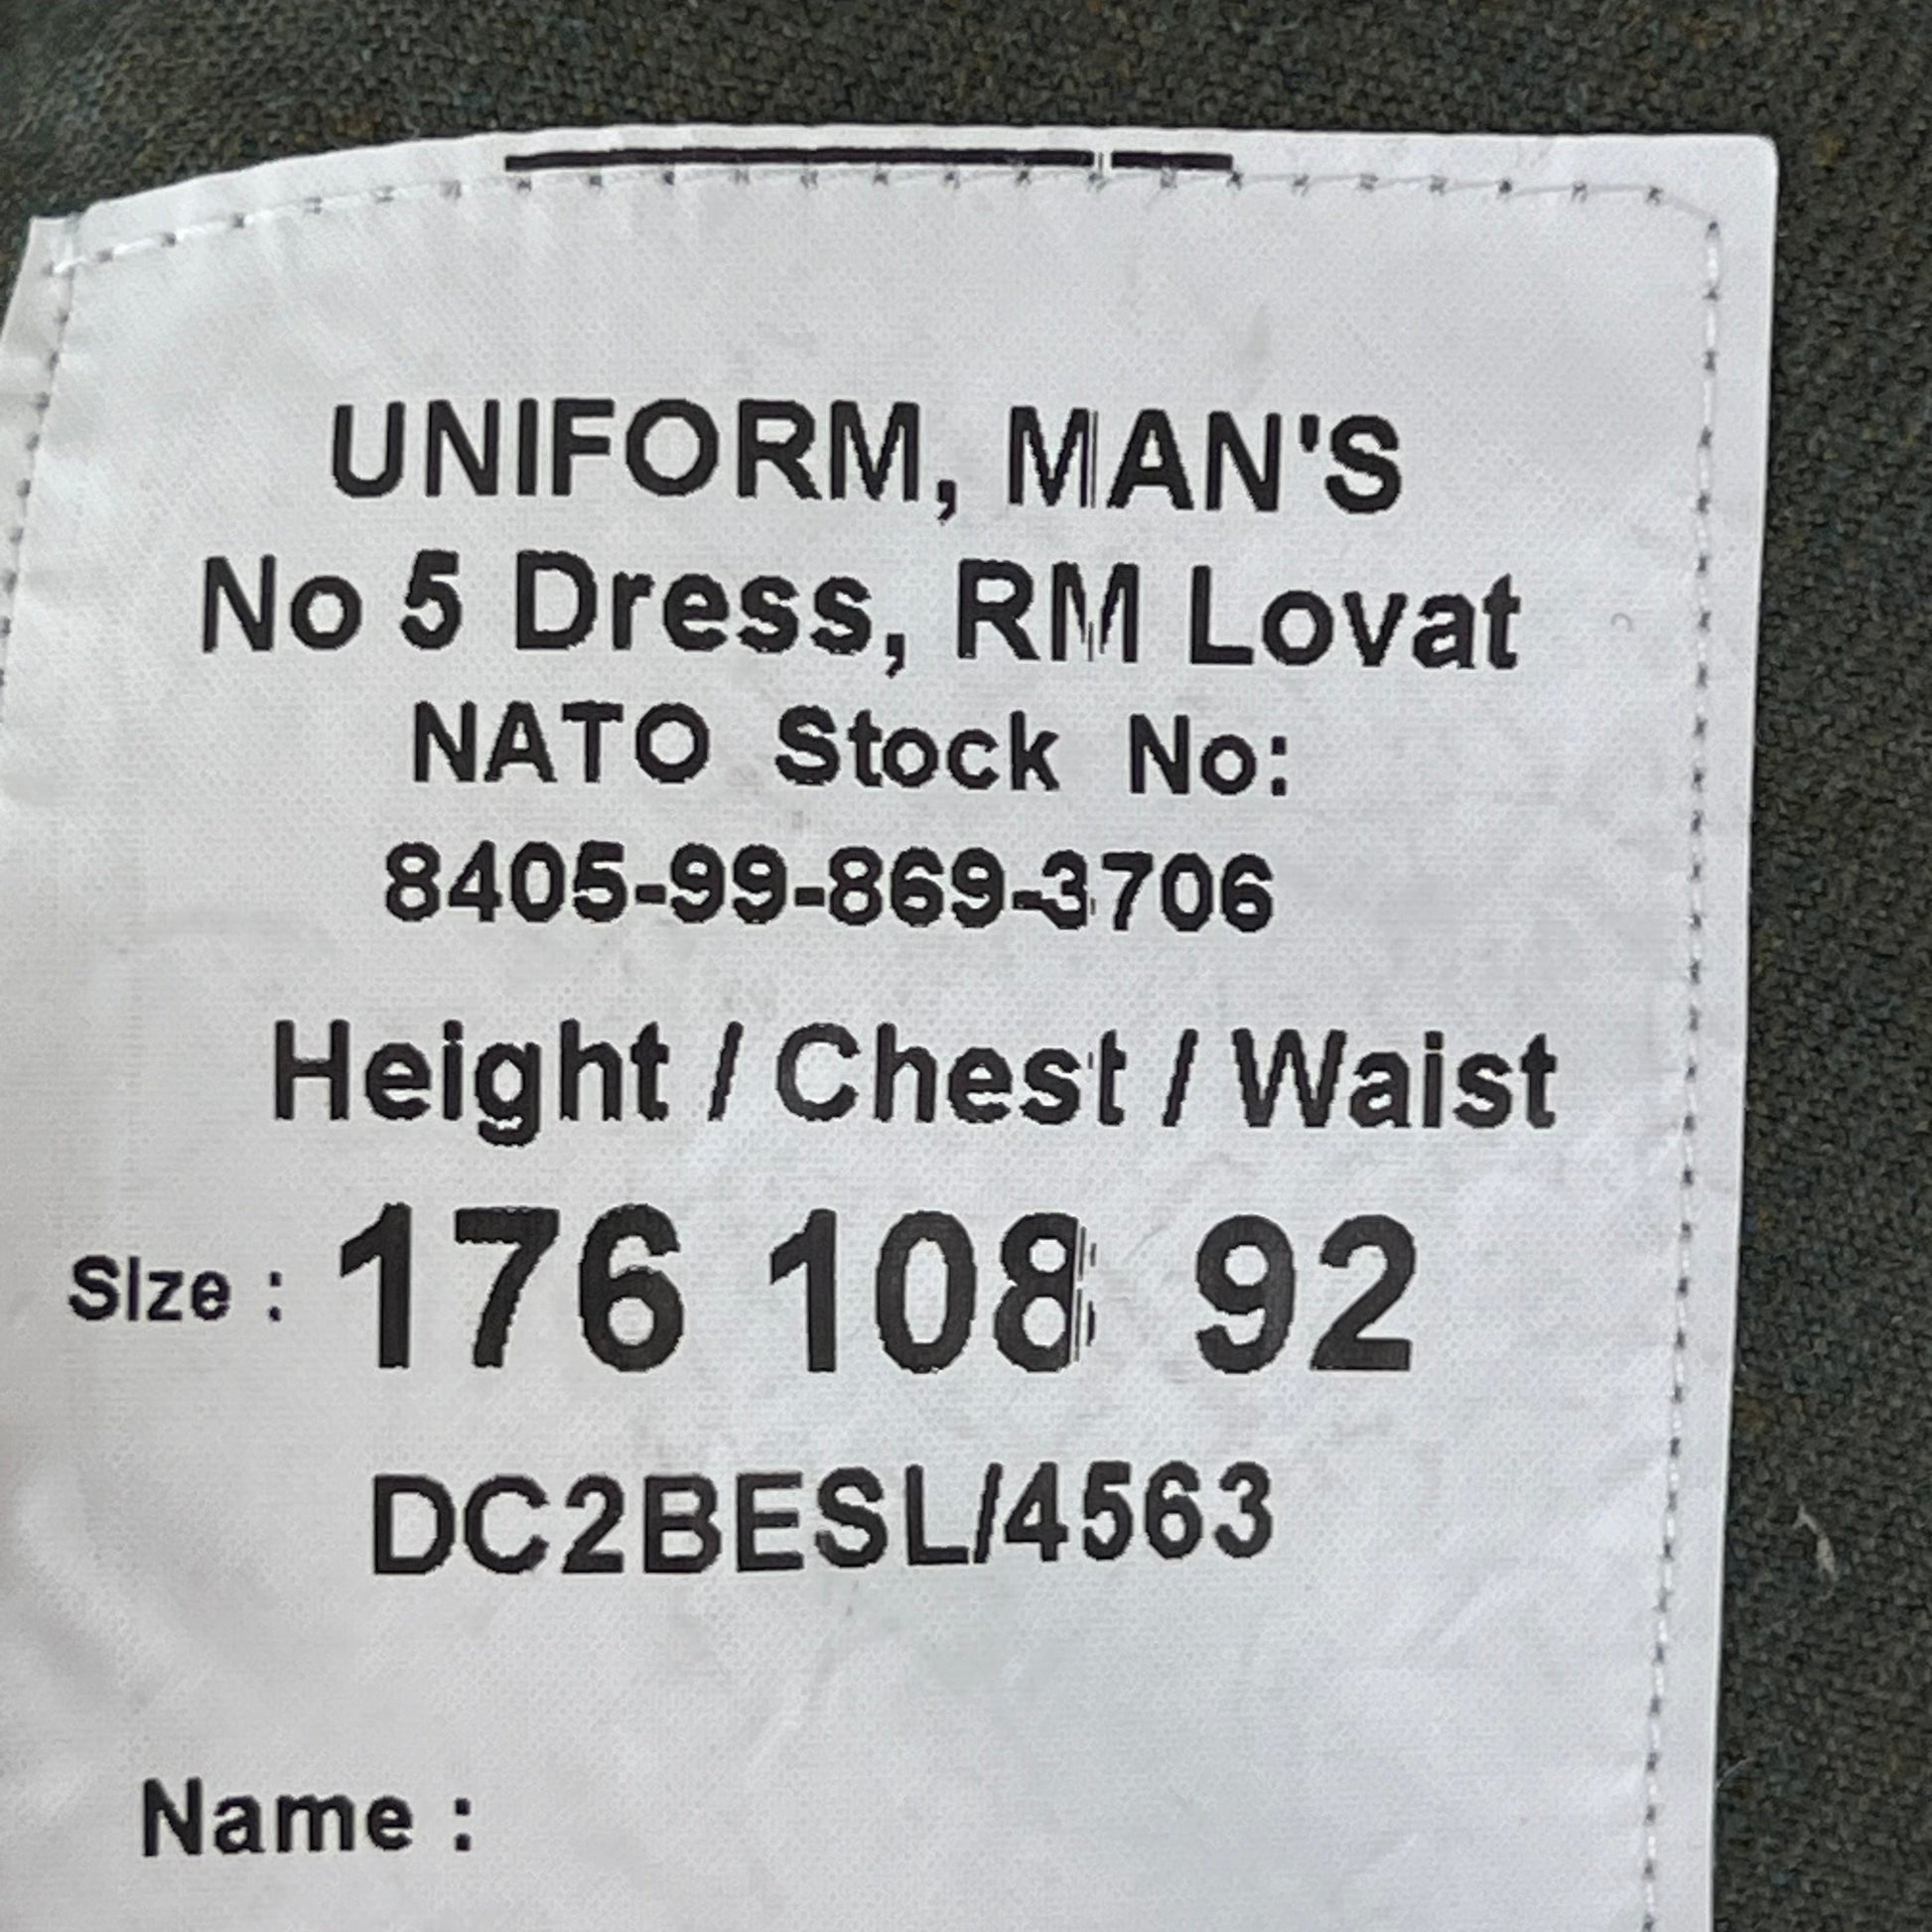 UNIFORM, MAN'S
No 5 Dress, RM Lovat
NATO Stock No:
8405-99-869-3706
Height / Chest / Waist
SIze : 176 108 92
DC2BESL/4563
Name :